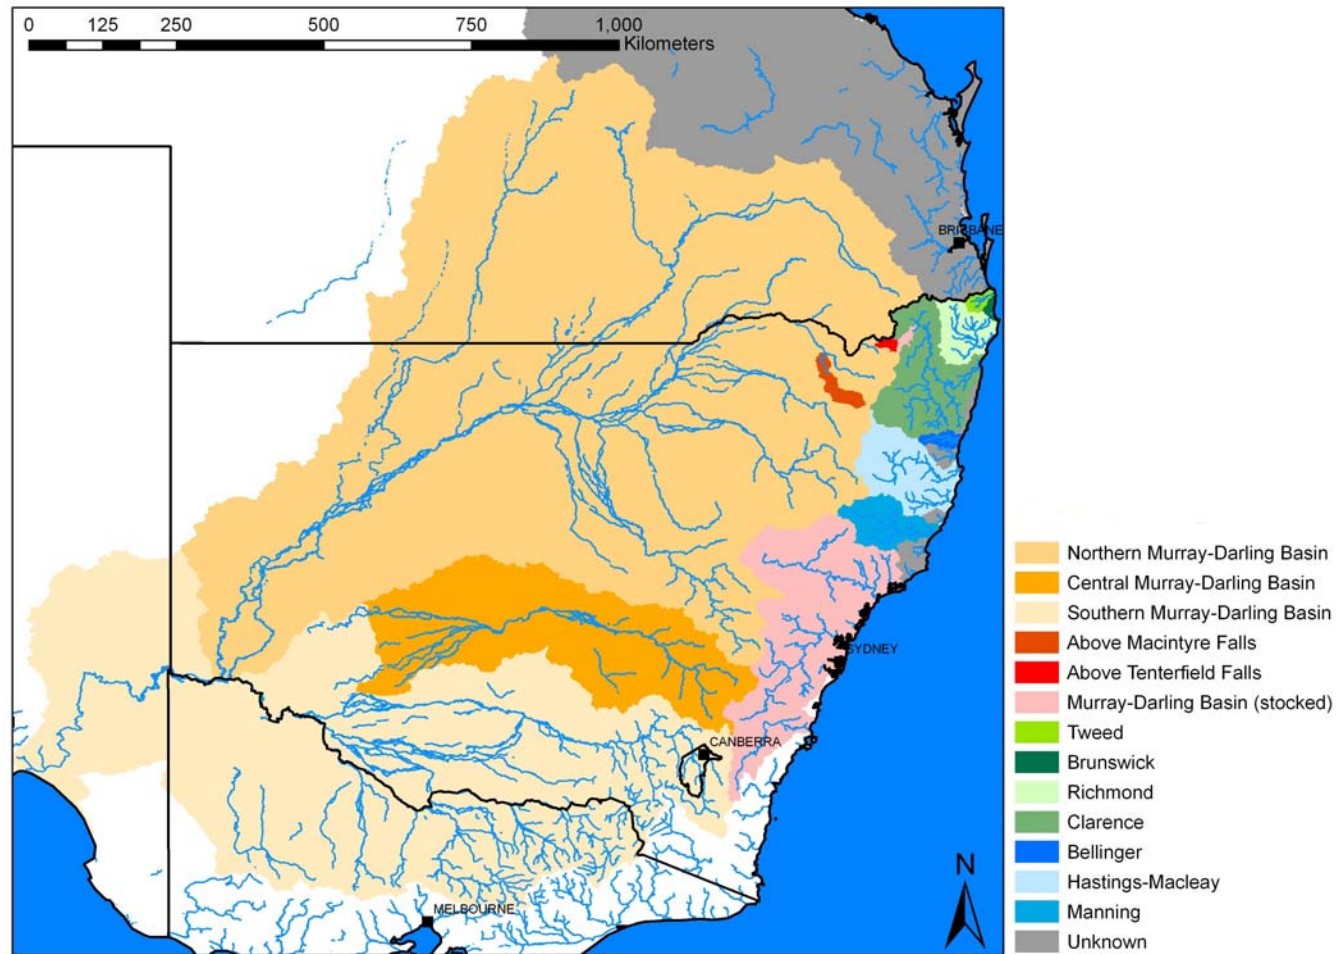 0 125 250 500 750 1,000
Kilometers
BRISBANE
SYDNEY
CANBERRA
MELBOURNE
N
Northern Murray-Darling Basin
Central Murray-Darling Basin
Southern Murray-Darling Basin
Above Macintyre Falls
Above Tenterfield Falls
Murray-Darling Basin (stocked)
Tweed
Brunswick
Richmond
Clarence
Bellinger
Hastings-Macleay
Manning
Unknown